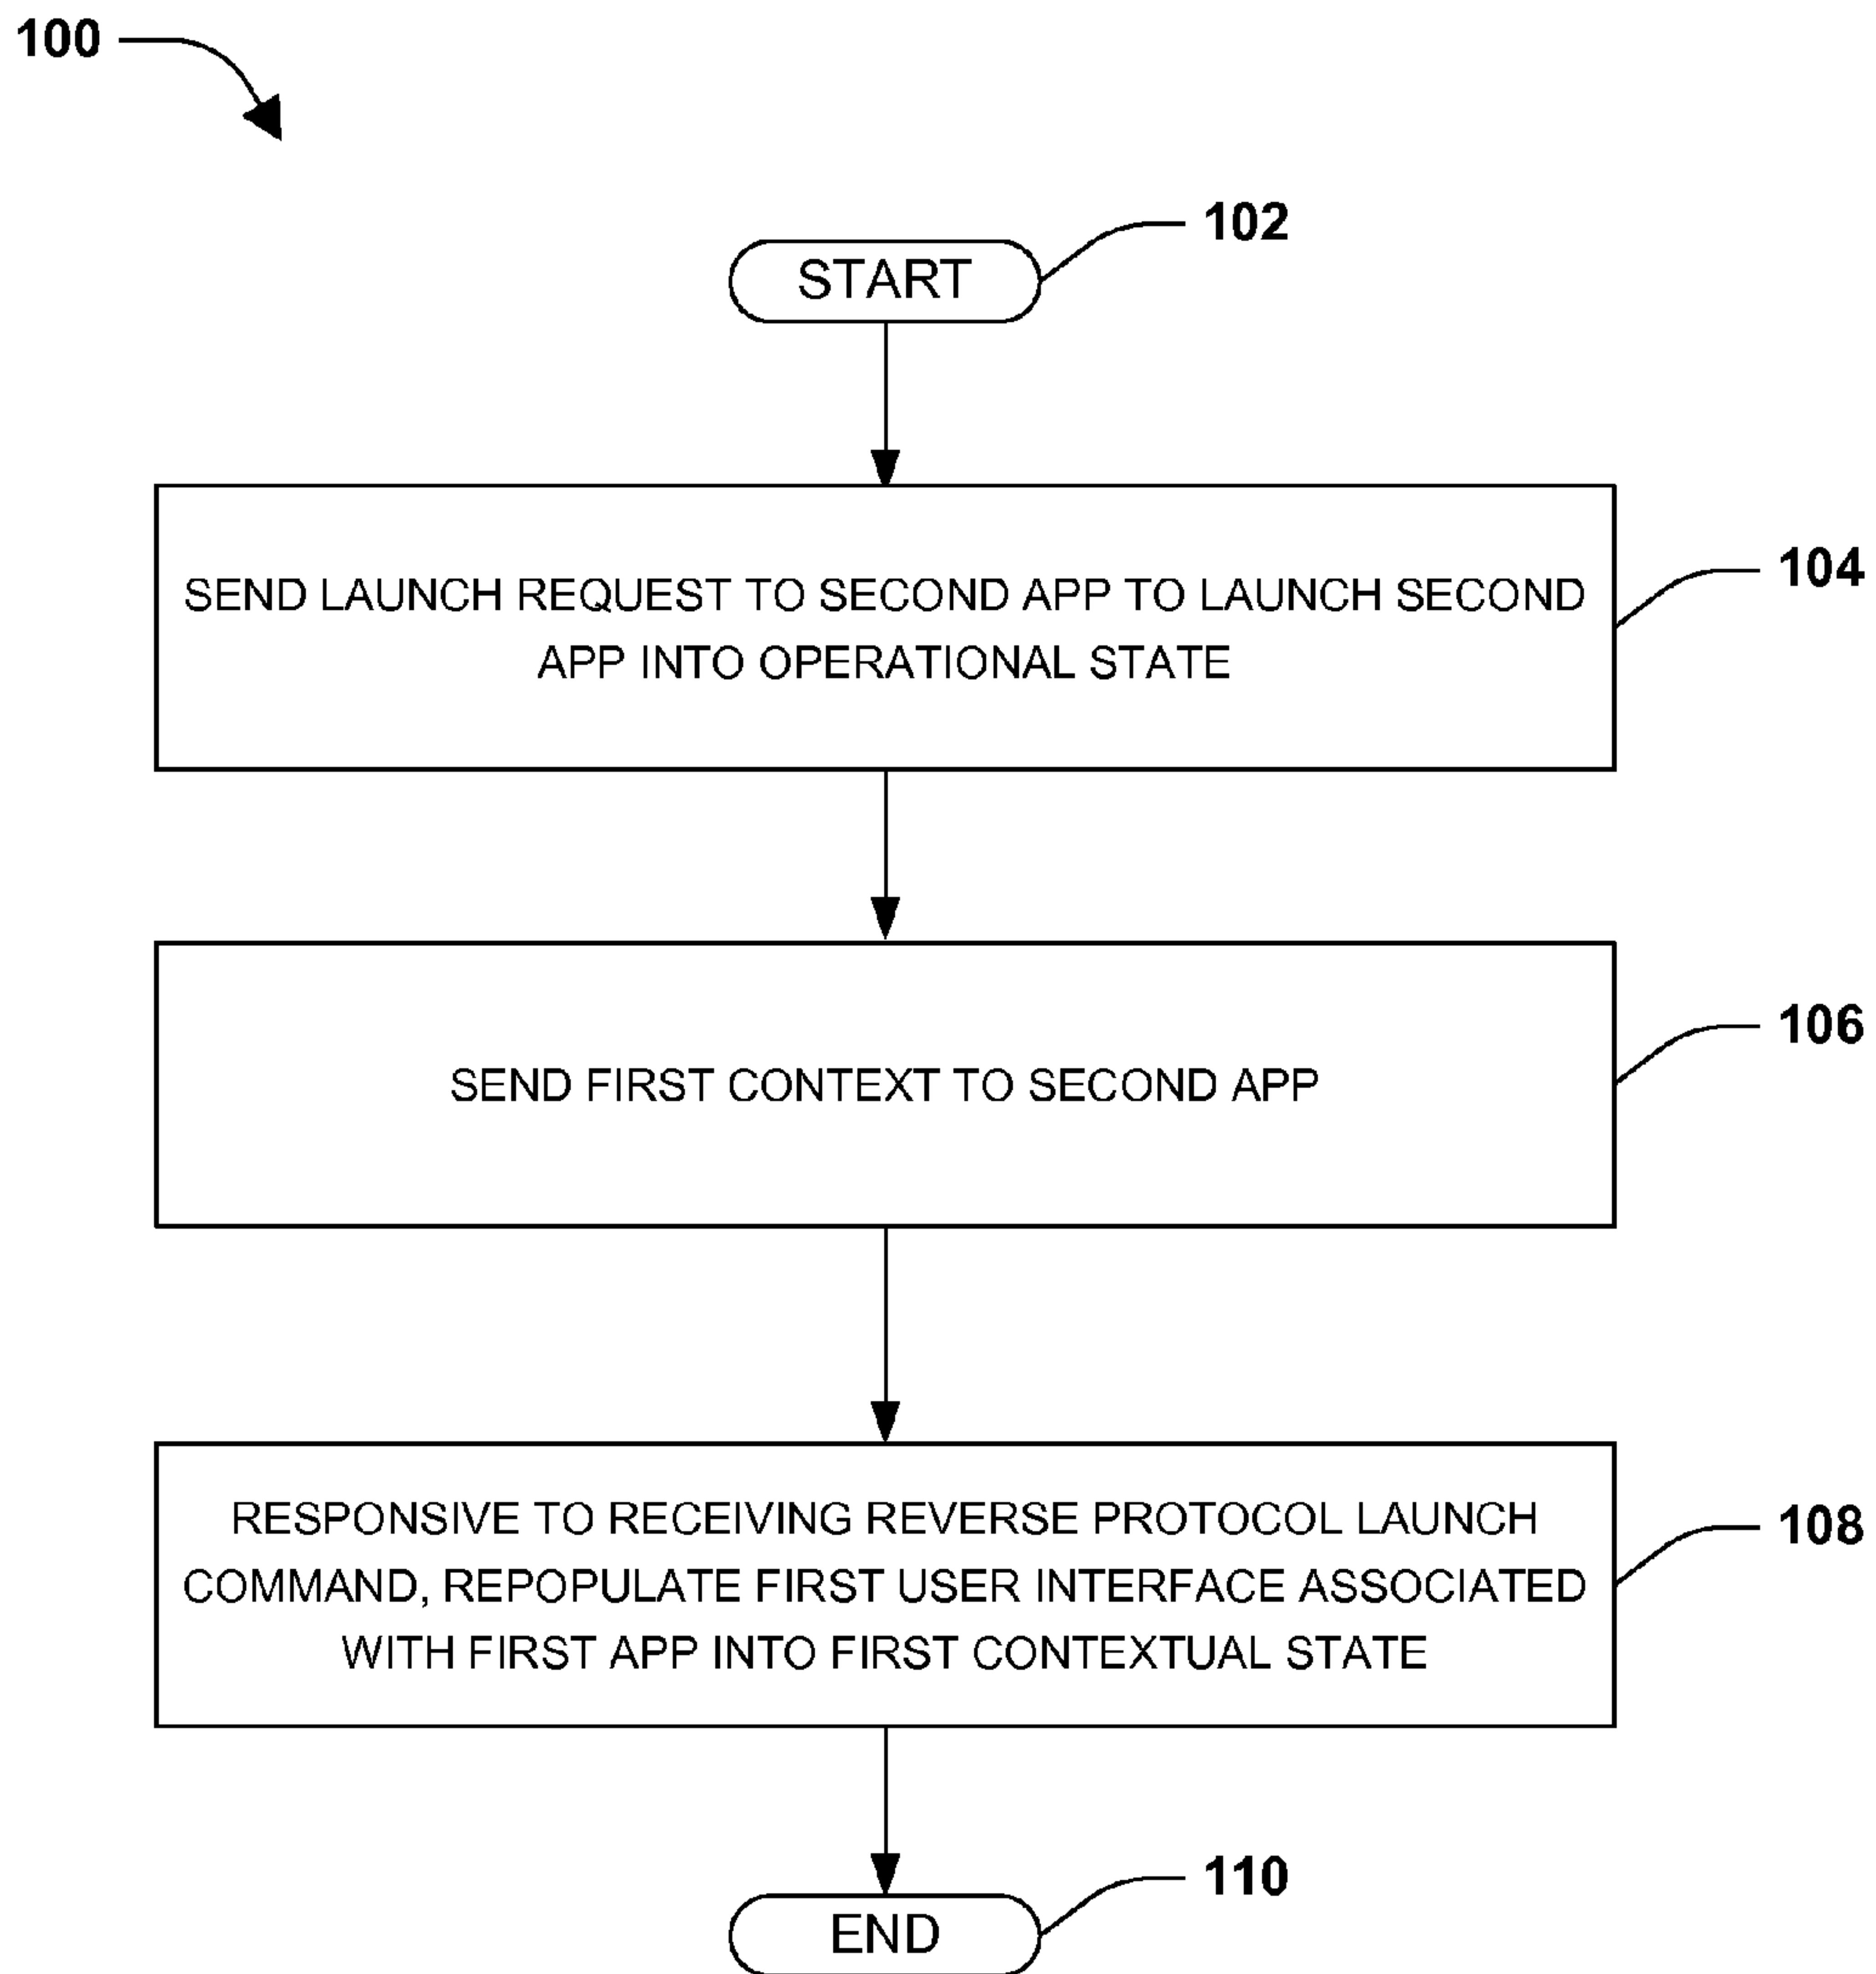 100
102
START
104
SEND LAUNCH REQUEST TO SECOND APP TO LAUNCH SECOND
APP INTO OPERATIONAL STATE
106
SEND FIRST CONTEXT TO SECOND APP
108
RESPONSIVE TO RECEIVING REVERSE PROTOCOL LAUNCH
COMMAND, REPOPULATE FIRST USER INTERFACE ASSOCIATED
WITH FIRST APP INTO FIRST CONTEXTUAL STATE
110
END